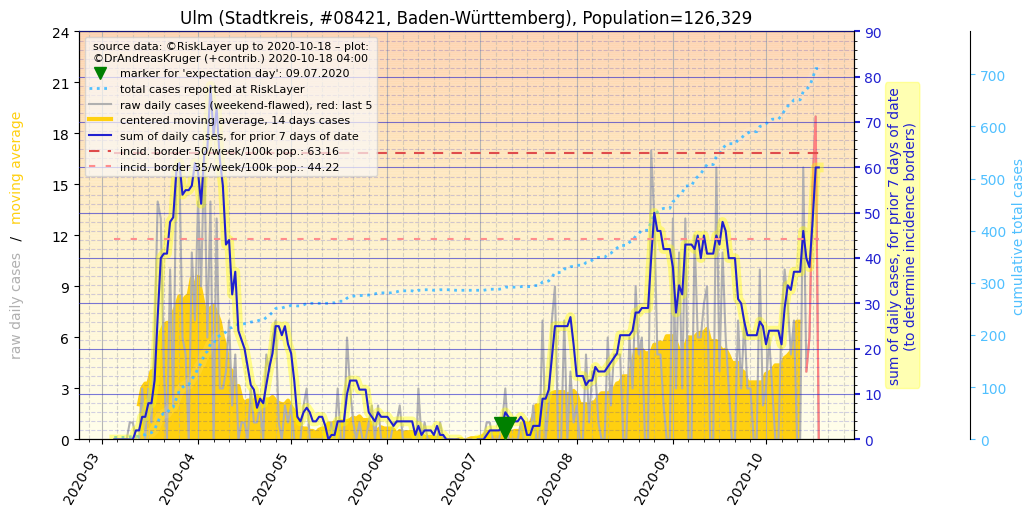 Ulm (Stadtkreis, #08421, Baden-Württemberg), Population=126,329
source data: ©RiskLayer up to 2020-10-18 – plot:
©DrAndreasKruger (+contrib.) 2020-10-18 04:00
marker for 'expectation day': 09.07.2020
total cases reported at RiskLayer
raw daily cases (weekend-flawed), red: last 5
centered moving average, 14 days cases
sum of daily cases, for prior 7 days of date
incid. border 50/week/100k pop.: 63.16
incid. border 35/week/100k pop.: 44.22
raw daily cases / moving average
24
21
18
15
12
9
6
3
0
2020-03
2020-04
2020-05
2020-06
2020-07
2020-08
2020-09
2020-10
90
80
70
60
50
40
30
20
10
0
sum of daily cases, for prior 7 days of date
(to determine incidence borders)
700
600
500
400
300
200
100
0
cumulative total cases